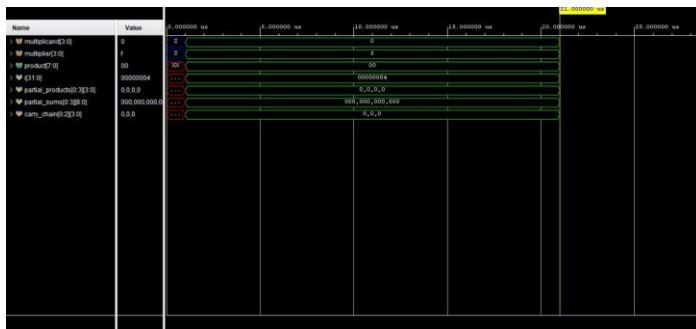 21.000000 us
Name Value 0.000000 us 5.000000 us 10.000000 us 15.000000 us 20.000000 us 25.000000 us
> multiplicand[3:0] 0 Z 0
> multiplier[3:0] f Z f
> product[7:0] 00 XX 00
> i[31:0] 00000004 ... 00000004
> partial_products[0:3][3:0] 0,0,0,0 ... 0,0,0,0
> partial_sums[0:3][8:0] 000,000,000,0 ... 000,000,000,000
> carry_chain[0:2][3:0] 0,0,0 ... 0,0,0